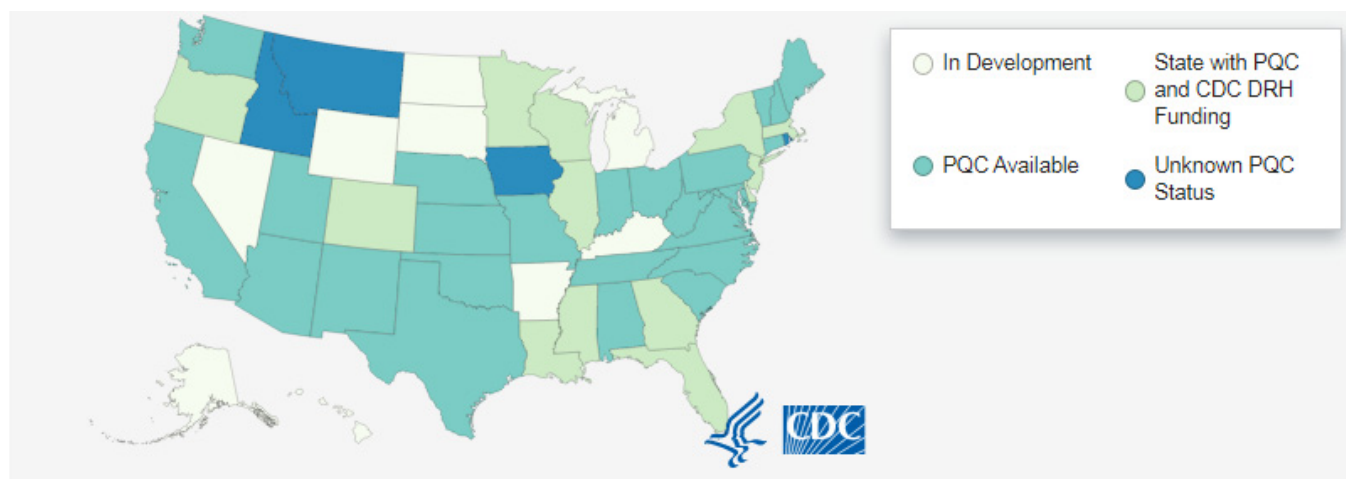 In Development
State with PQC
and CDC DRH
Funding
PQC Available
Unknown PQC
Status
CDC